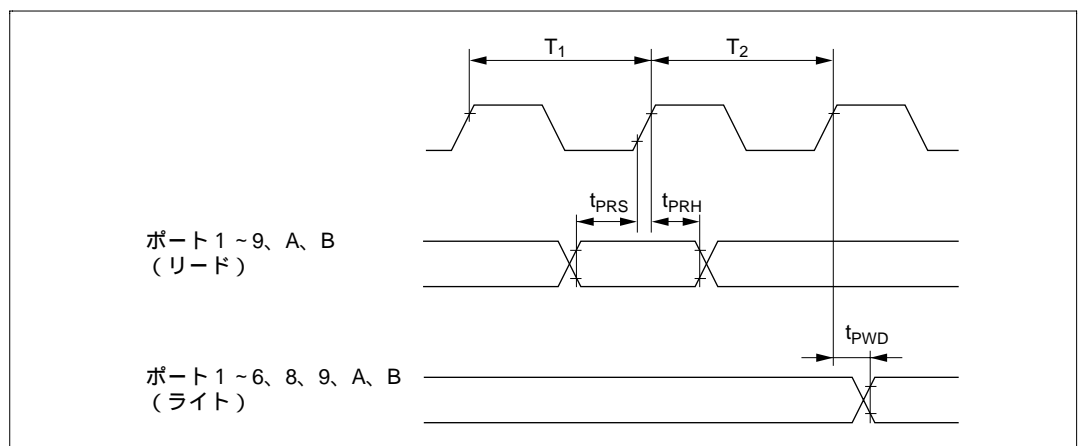 T1 T2
tPRS tPRH
ポート1~9、A、B
(リード)
tPWD
ポート1~6、8、9、A、B
(ライト)